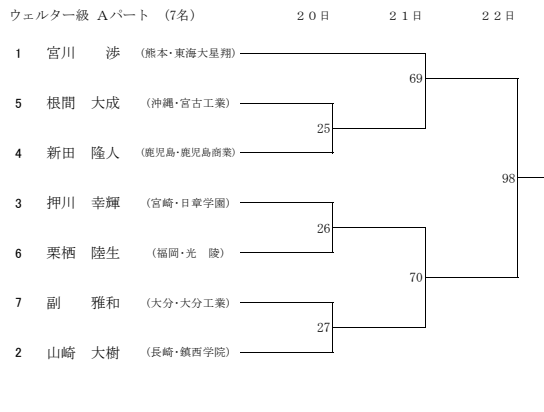 ウェルター級 Aパート (7名) 20日 21日 22日
1 宮川 渉 (熊本・東海大星翔)
69
5 根間 大成 (沖縄・宮古工業)
25
4 新田 隆人 (鹿児島・鹿児島商業)
98
3 押川 幸輝 (宮崎・日章学園)
26
6 栗栖 陸生 (福岡・光 陵)
70
7 副 雅和 (大分・大分工業)
27
2 山崎 大樹 (長崎・鎮西学院)